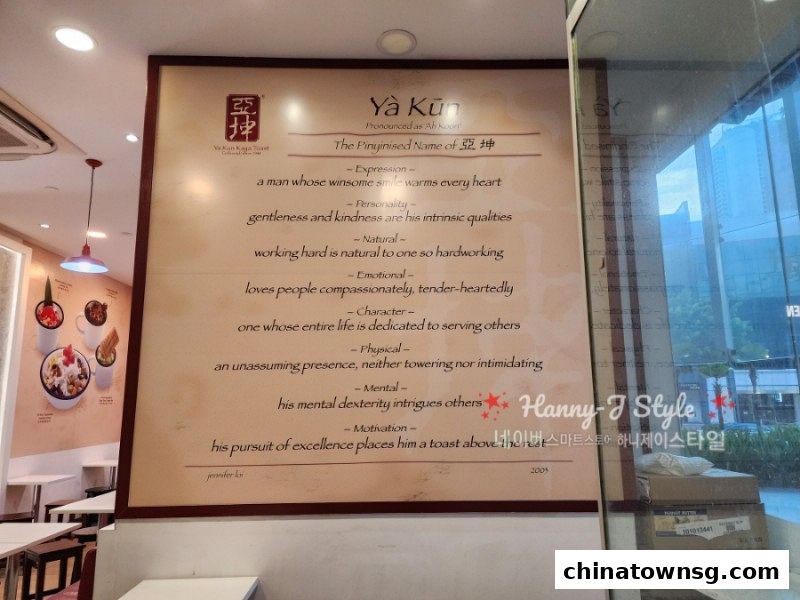 亞坤
Ya Kun Kaya Toast
Yà Kūn
Pronounced as 'Ah Koon'
The Pinyinised Name of 亞坤
~ Expression ~
a man whose winsome smile warms every heart
~ Personality ~
gentleness and kindness are his intrinsic qualities
~ Natural ~
working hard is natural to one so hardworking
~ Emotional ~
loves people compassionately, tender-heartedly
~ Character ~
one whose entire life is dedicated to serving others
~ Physical ~
an unassuming presence, neither towering nor intimidating
~ Mental ~
his mental dexterity intrigues others
~ Motivation ~
his pursuit of excellence places him a toast above the rest
jennifer loi
2005
Hanny-J Style
네이버스마트스토어 하니제이스타일
chinatownsg.com